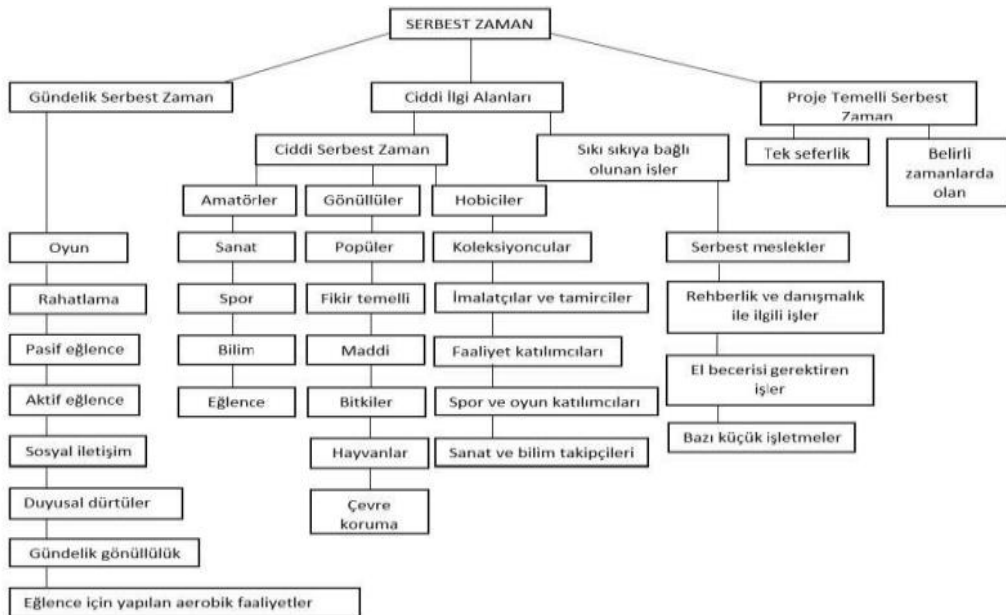 SERBEST ZAMAN
Gündelik Serbest Zaman
Ciddi İlgi Alanları
Proje Temelli Serbest
Zaman
Ciddi Serbest Zaman
Sıkı sıkıya bağlı
olunan işler
Tek seferlik
Belirli
zamanlarda
olan
Amatörler
Gönüllüler
Hobiciler
Oyun
Rahatlama
Pasif eğlence
Aktif eğlence
Sosyal iletişim
Duyusal dürtüler
Gündelik gönüllülük
Eğlence için yapılan aerobik faaliyetler
Sanat
Spor
Bilim
Eğlence
Popüler
Fikir temelli
Maddi
Bitkiler
Hayvanlar
Çevre
koruma
Koleksiyoncular
İmalatçılar ve tamirciler
Faaliyet katılımcıları
Spor ve oyun katılımcıları
Sanat ve bilim takipçileri
Serbest meslekler
Rehberlik ve danışmalık
ile ilgili işler
El becerisi gerektiren
işler
Bazı küçük işletmeler